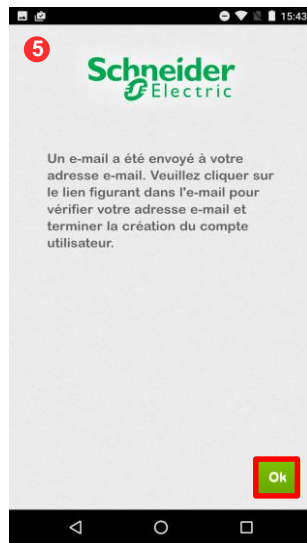 15:43
5
Schneider
Electric
Un e-mail a été envoyé à votre
adresse e-mail. Veuillez cliquer sur
le lien figurant dans l'e-mail pour
vérifier votre adresse e-mail et
terminer la création du compte
utilisateur.
Ok